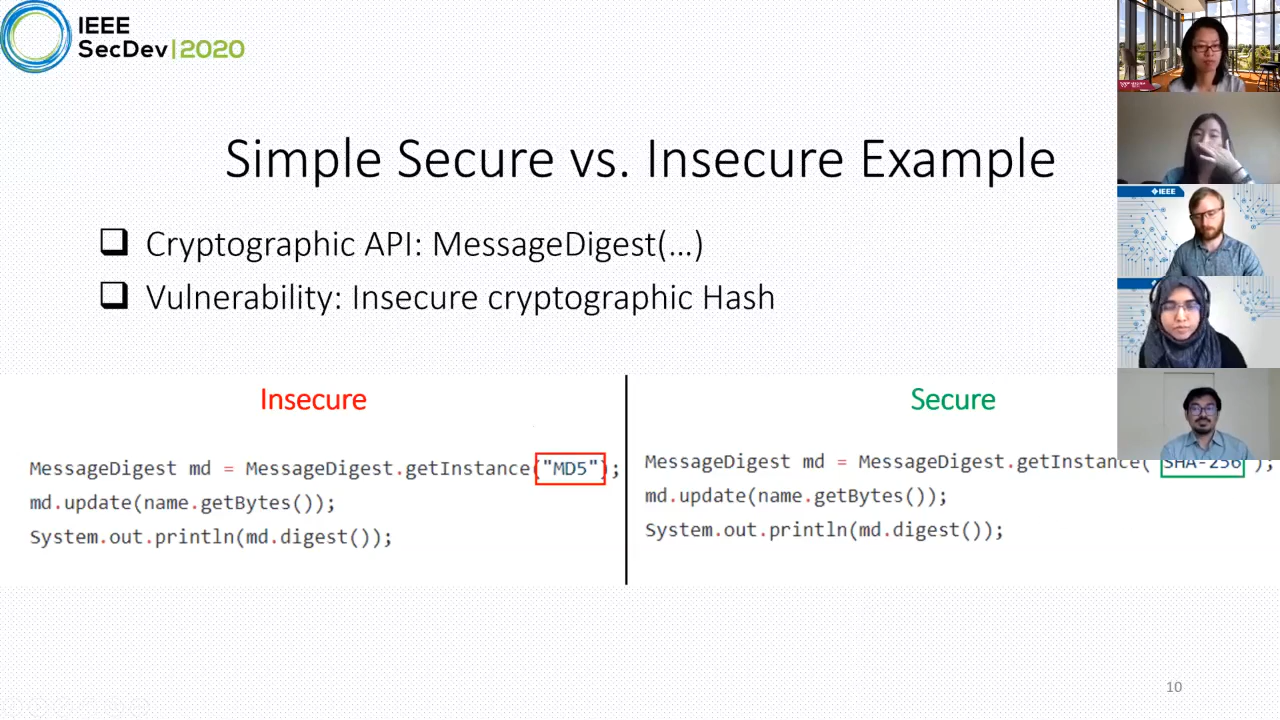 IEEE
SecDev|2020
Simple Secure vs. Insecure Example
Cryptographic API: MessageDigest(…)
Vulnerability: Insecure cryptographic Hash
Insecure
MessageDigest md = MessageDigest.getInstance("MD5");
md.update(name.getBytes());
System.out.println(md.digest());
Secure
MessageDigest md = MessageDigest.getInstance("SHA-256");
md.update(name.getBytes());
System.out.println(md.digest());
10
IEEE